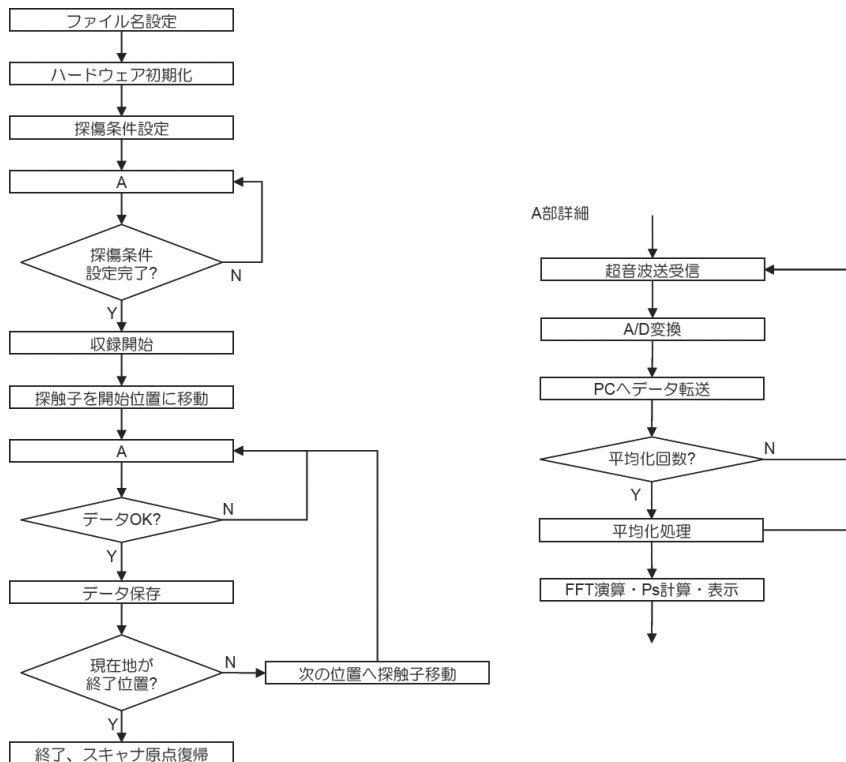 ファイル名設定
ハードウェア初期化
探傷条件設定
A
探傷条件
設定完了?
N
Y
収録開始
探触子を開始位置に移動
A
データOK?
N
Y
データ保存
現在地が
終了位置?
N
次の位置へ探触子移動
Y
終了、スキャナ原点復帰
A部詳細
超音波送受信
A/D変換
PCへデータ転送
平均化回数?
N
Y
平均化処理
FFT演算・Ps計算・表示